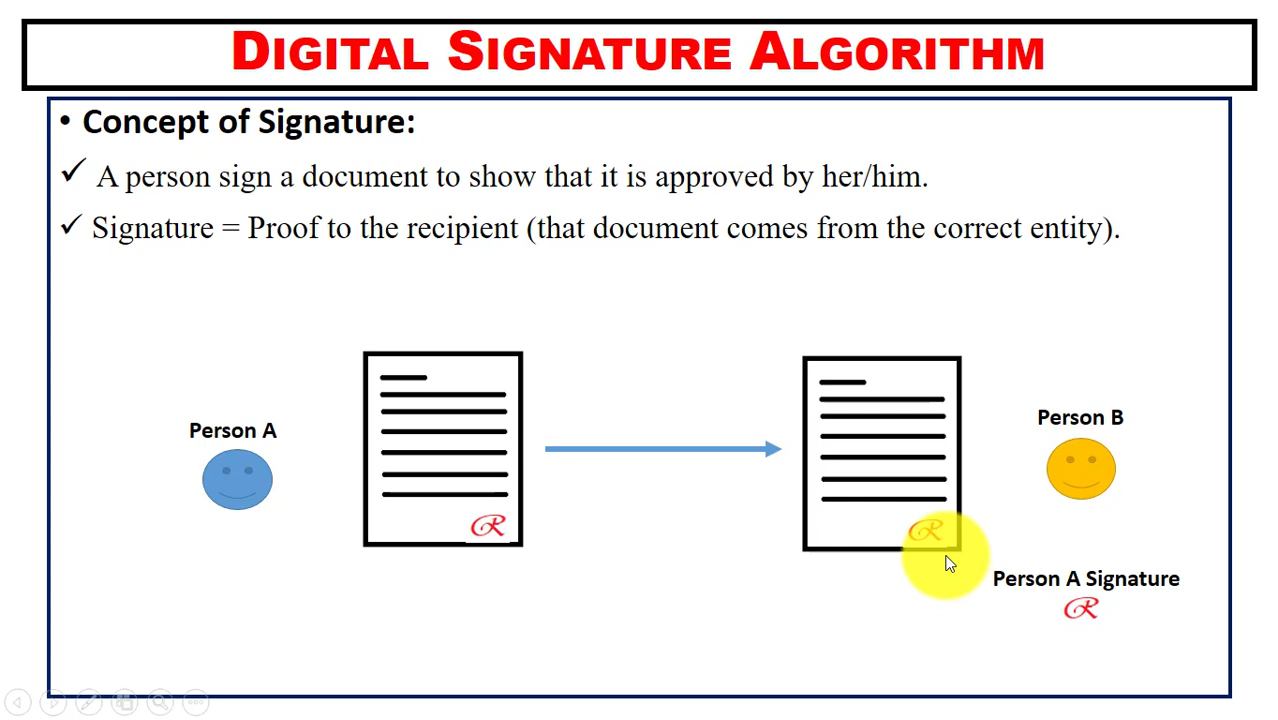 DIGITAL SIGNATURE ALGORITHM
• Concept of Signature:
✓ A person sign a document to show that it is approved by her/him.
✓ Signature = Proof to the recipient (that document comes from the correct entity).
Person A
R
R
Person B
Person A Signature
R